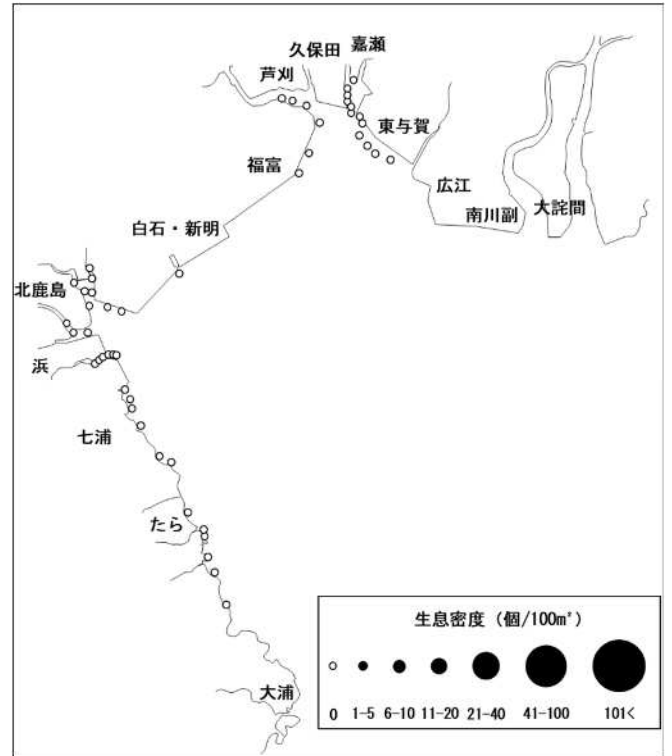 久保田 嘉瀬
芦刈
東与賀
福富
広江
南川副 大詫間
白石・新明
北鹿島
浜
七浦
たら
大浦
生息密度（個/100m²）
0 1-5 6-10 11-20 21-40 41-100 101<